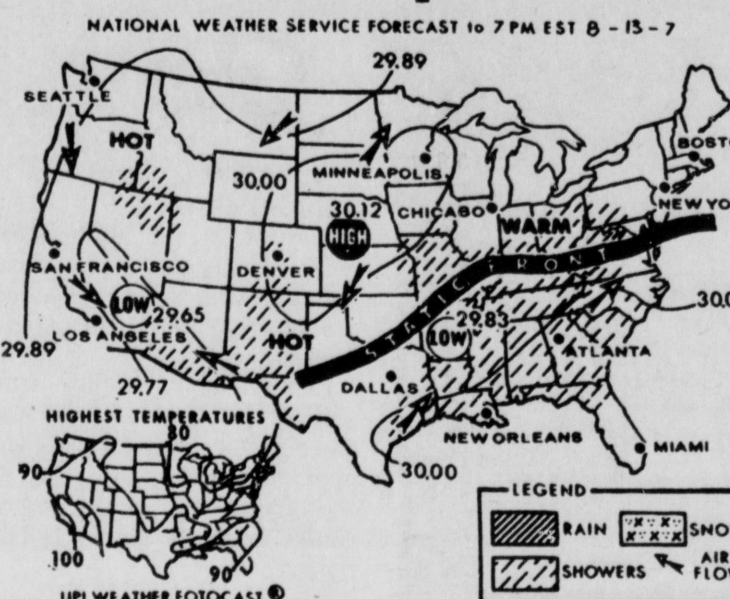 NATIONAL WEATHER SERVICE FORECAST to 7 PM EST 8 - 13 - 7
29.89
SEATTLE
HOT
BOST
MINNEAPOLIS
30.00
30.12
CHICAGO
NEW YO
HIGH
WARM
SAN FRANCISCO
DENVER
STATIC FRONT
LOW
29.65
29.83
30.0
LOS ANGELES
HOT
LOW
29.89
ATLANTA
29.77
DALLAS
HIGHEST TEMPERATURES
80
NEW ORLEANS
MIAMI
90
30.00
LEGEND
RAIN
SNO
AIR
FLO
100
90
SHOWERS
UPI WEATHER FOTOCAST ®